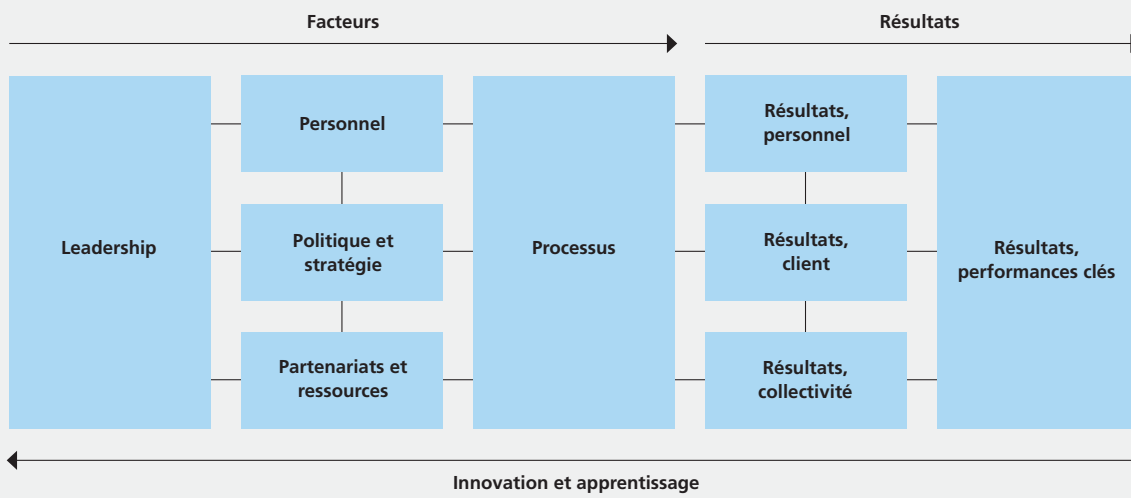 Facteurs
Résultats
Leadership
Personnel
Politique et
stratégie
Partenariats et
ressources
Processus
Résultats,
personnel
Résultats,
client
Résultats,
collectivité
Résultats,
performances clés
Innovation et apprentissage